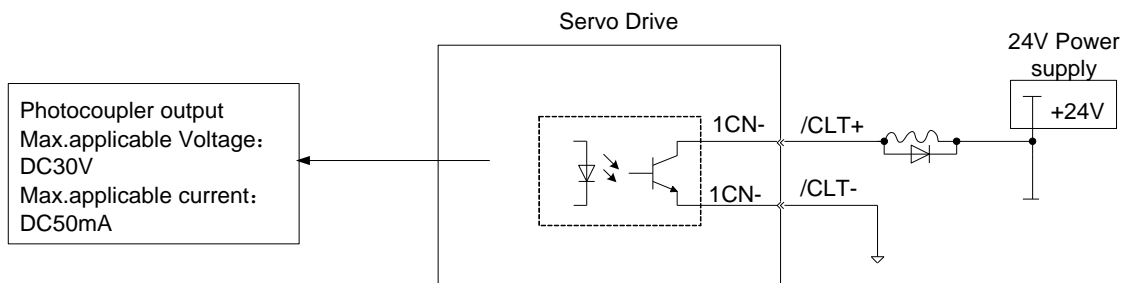 Servo Drive
24V Power
supply
+24V
Photocoupler output
Max.applicable Voltage：
DC30V
Max.applicable current：
DC50mA
1CN-
/CLT+
1CN-
/CLT-